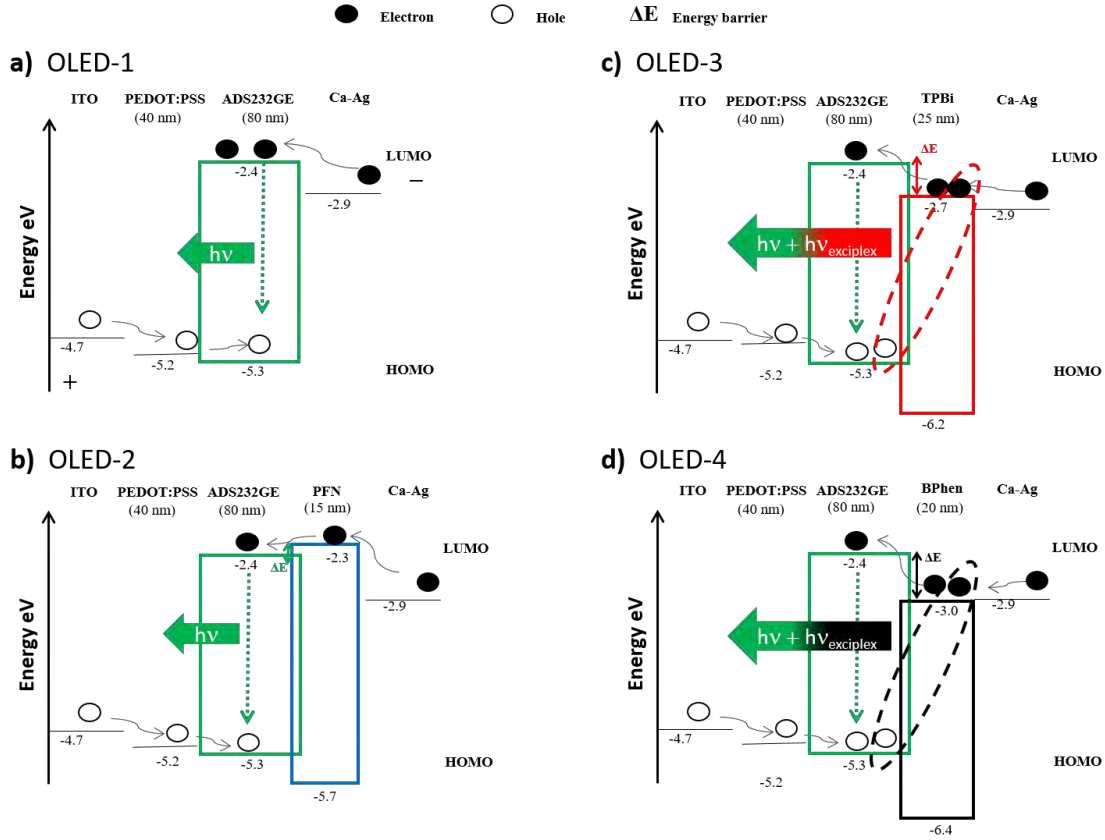 Electron
Hole
ΔE Energy barrier
a) OLED-1
ITO PEDOT:PSS ADS232GE Ca-Ag
(40 nm) (80 nm)
LUMO
-2.4
–
-2.9
Energy eV
hν
-4.7
-5.2
-5.3
+
HOMO
c) OLED-3
ITO PEDOT:PSS ADS232GE TPBi Ca-Ag
(40 nm) (80 nm) (25 nm)
ΔE
LUMO
-2.4
-2.7
-2.9
Energy eV
hν + hν exciplex
-4.7
-5.2
-5.3
HOMO
-6.2
b) OLED-2
ITO PEDOT:PSS ADS232GE PFN Ca-Ag
(40 nm) (80 nm) (15 nm)
LUMO
-2.4
ΔE
-2.3
-2.9
Energy eV
hν
-4.7
-5.2
-5.3
HOMO
-5.7
d) OLED-4
ITO PEDOT:PSS ADS232GE BPhen Ca-Ag
(40 nm) (80 nm) (20 nm)
ΔE
LUMO
-2.4
-3.0
-2.9
Energy eV
hν + hν exciplex
-4.7
-5.2
-5.3
HOMO
-6.4